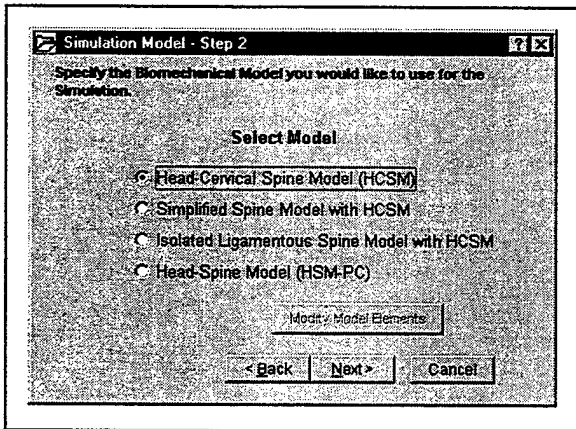 Simulation Model - Step 2
Specify the Biomechanical Model you would like to use for the
Simulation.
Select Model
Head-Cervical Spine Model (HCSM)
Simplified Spine Model with HCSM
Isolated Ligamentous Spine Model with HCSM
Head-Spine Model (HSM-PC)
Modify Model Elements
< Back Next > Cancel